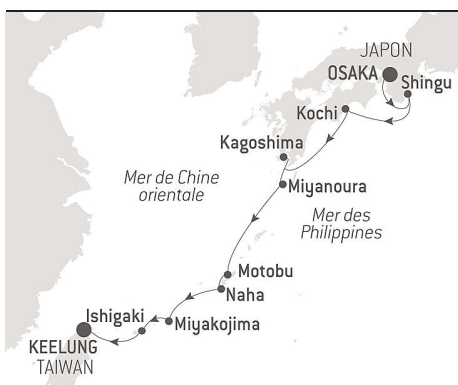 JAPON
OSAKA
Shingu
Kochi
Kagoshima
Mer de Chine
orientale
Miyanoura
Mer des
Philippines
Motobu
Naha
Ishigaki
Miyakojima
KEELUNG
TAIWAN